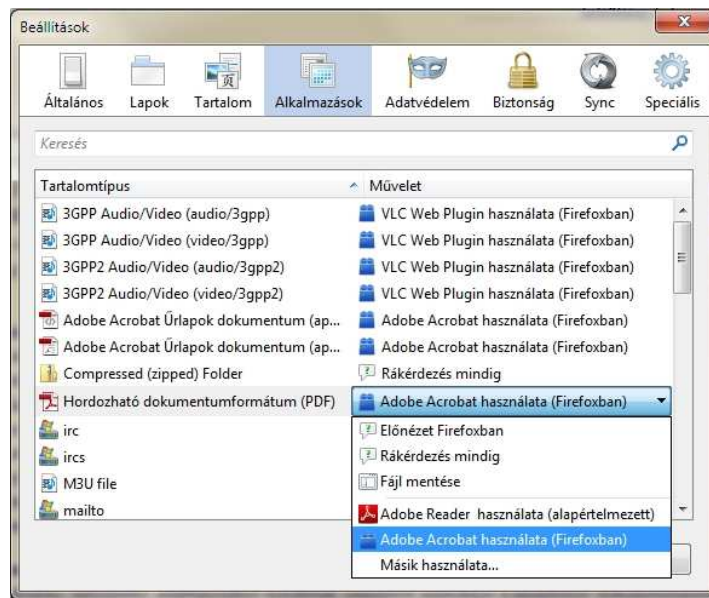 Beállítások
Általános Lapok Tartalom Alkalmazások Adatvédelem Biztonság Sync Speciális
Keresés
Tartalomtípus Művelet
3GPP Audio/Video (audio/3gpp) VLC Web Plugin használata (Firefoxban)
3GPP Audio/Video (video/3gpp) VLC Web Plugin használata (Firefoxban)
3GPP2 Audio/Video (audio/3gpp2) VLC Web Plugin használata (Firefoxban)
3GPP2 Audio/Video (video/3gpp2) VLC Web Plugin használata (Firefoxban)
Adobe Acrobat Űrlapok dokumentum (ap... Adobe Acrobat használata (Firefoxban)
Adobe Acrobat Űrlapok dokumentum (ap... Adobe Acrobat használata (Firefoxban)
Compressed (zipped) Folder Rákérdezés mindig
Hordozható dokumentumformátum (PDF) Adobe Acrobat használata (Firefoxban)
irc Előnézet Firefoxban
ircs Rákérdezés mindig
M3U file Fájl mentése
mailto Adobe Reader használata (alapértelmezett)
Adobe Acrobat használata (Firefoxban)
Másik használata...